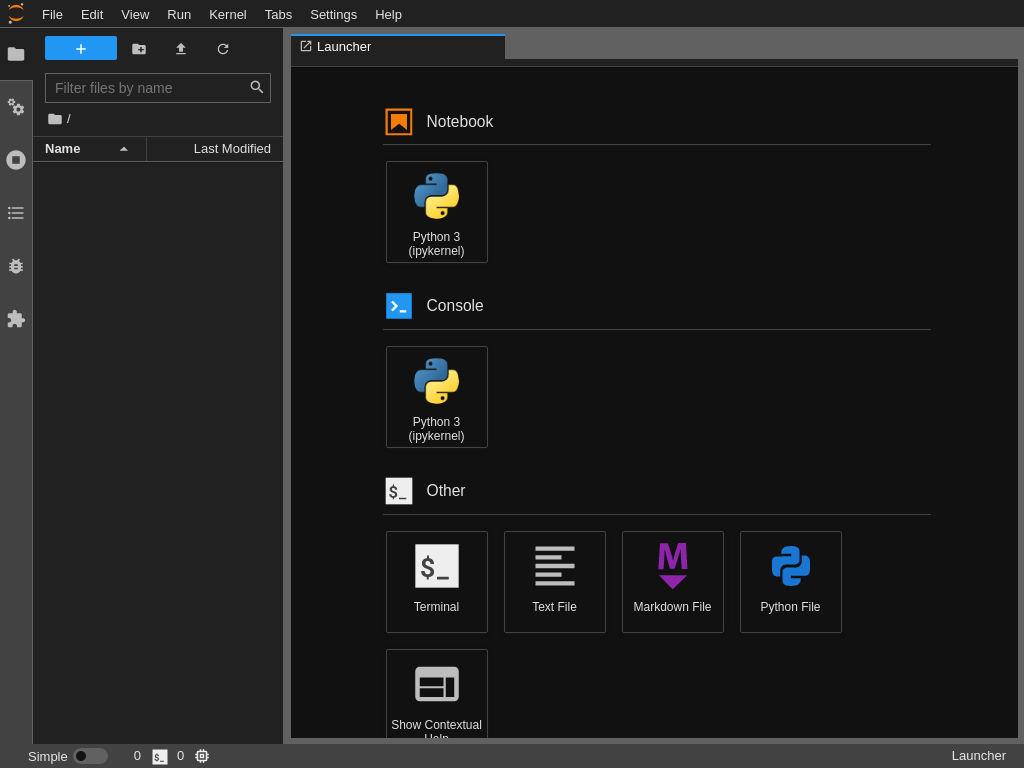 File Edit View Run Kernel Tabs Settings Help
Launcher
/
Name Last Modified
Filter files by name
Notebook
Python 3
(ipykernel)
Console
Python 3
(ipykernel)
$_ Other
$_
Terminal Text File Markdown File Python File
Show Contextual
Help
Simple 0 $_ 0 Launcher